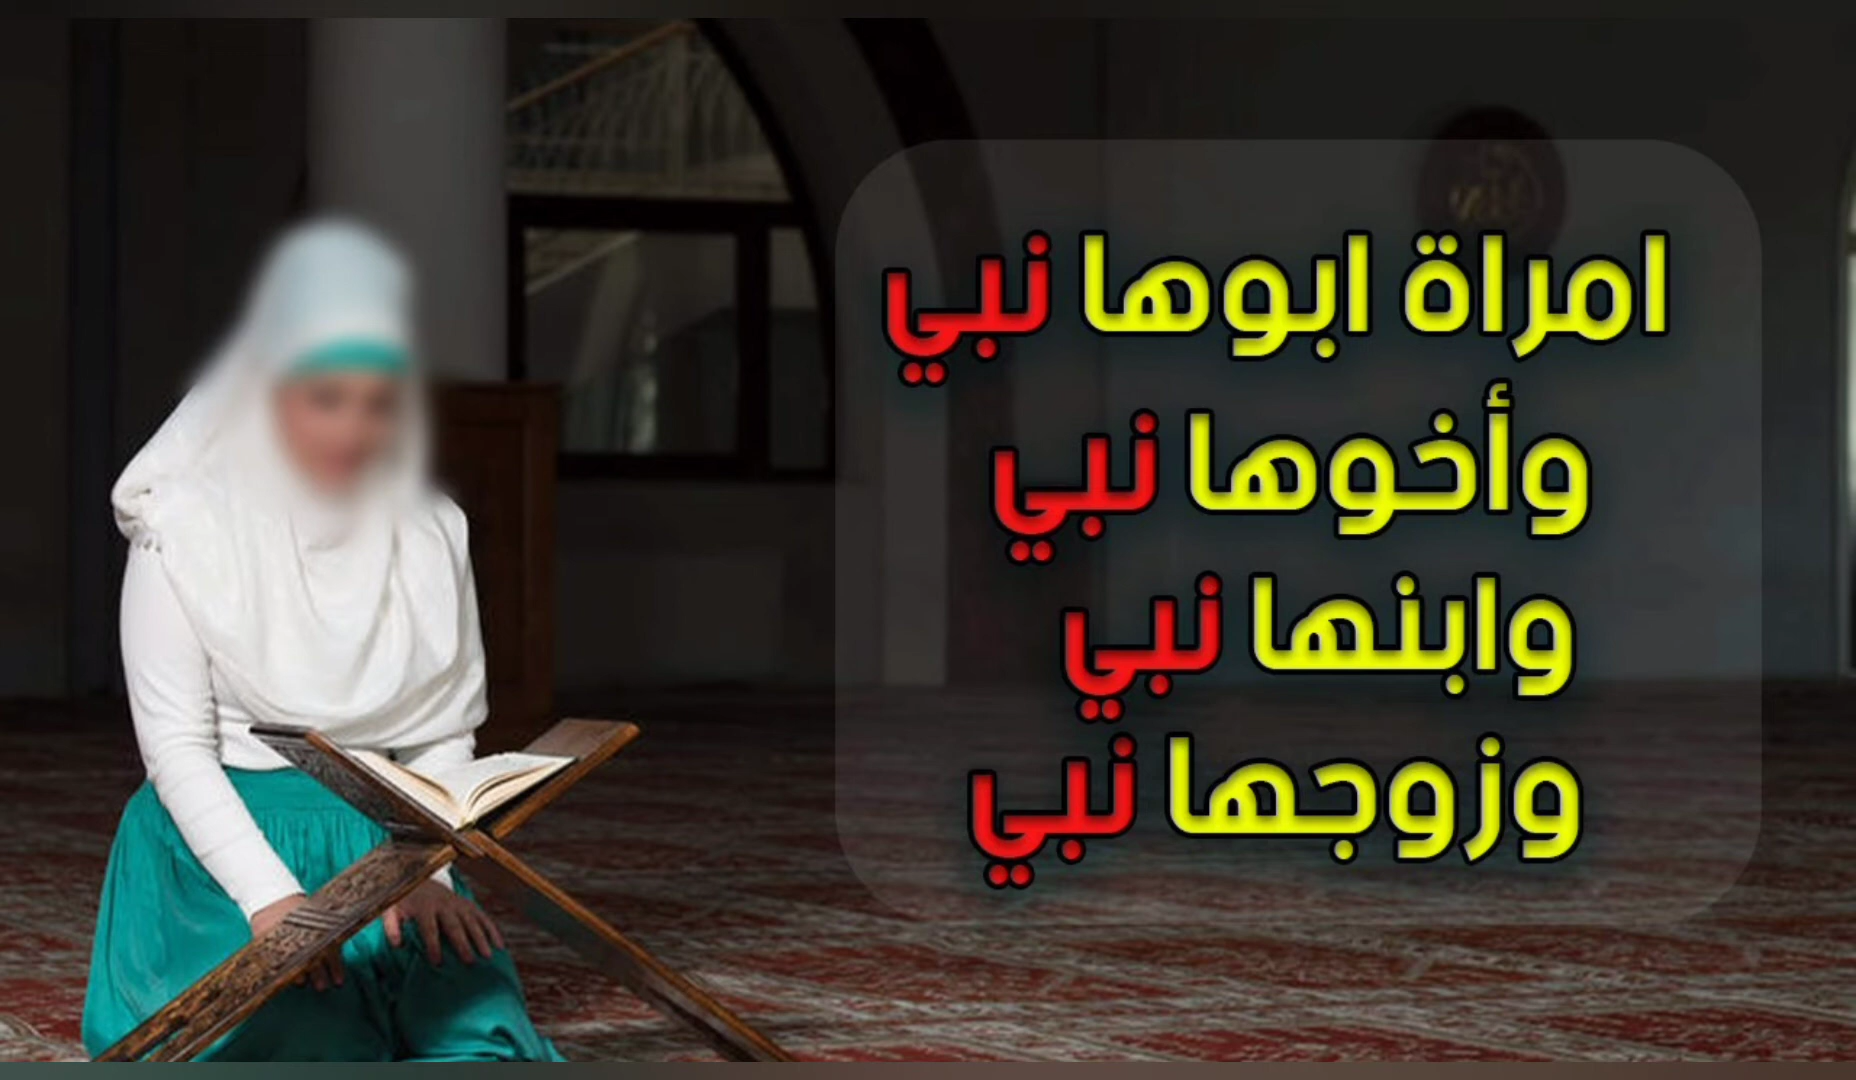 امراة ابوها نبي
وأخوها نبي
وابنها نبي
وزوجها نبي